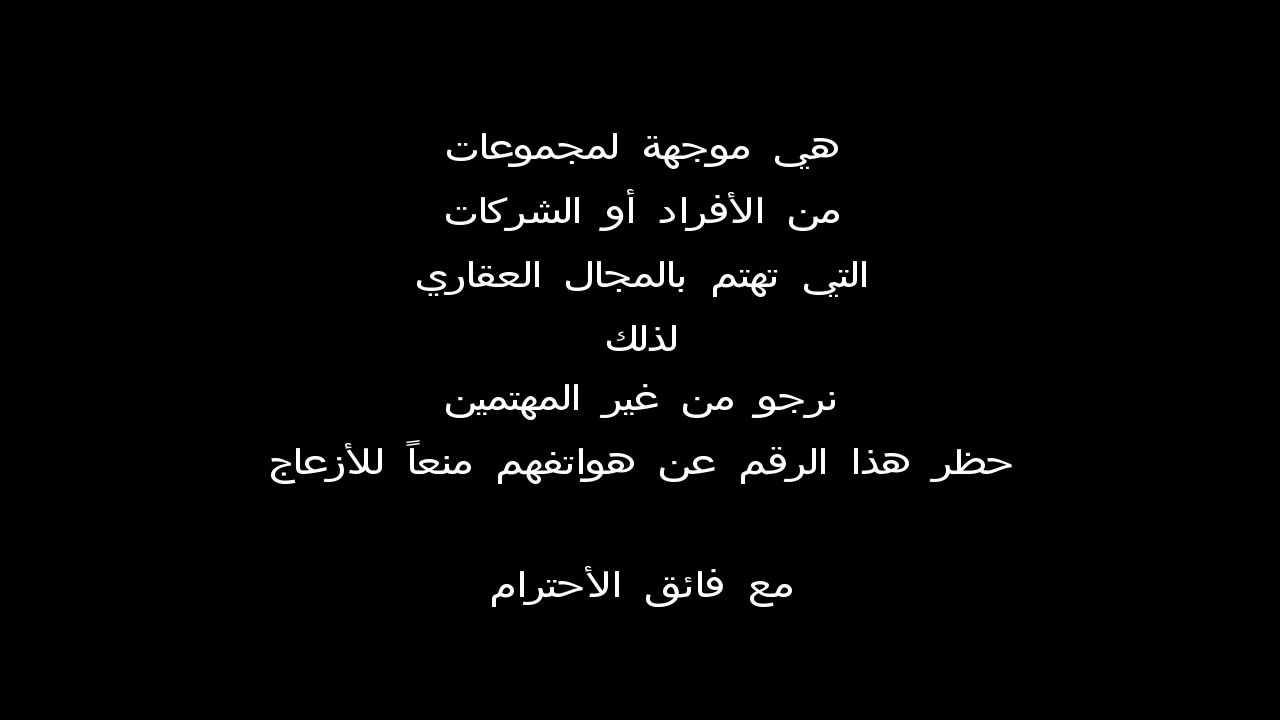 هي موجهة لمجموعات
من الأفراد أو الشركات
التي تهتم بالمجال العقاري
لذلك
نرجو من غير المهتمين
حظر هذا الرقم عن هواتفهم منعاً للأزعاج
مع فائق الأحترام